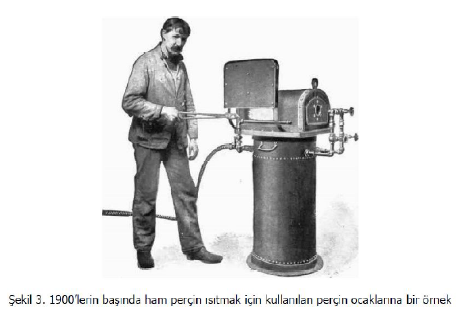 Şekil 3. 1900'lerin başında ham perçin ısıtmak için kullanılan perçin ocaklarına bir örnek